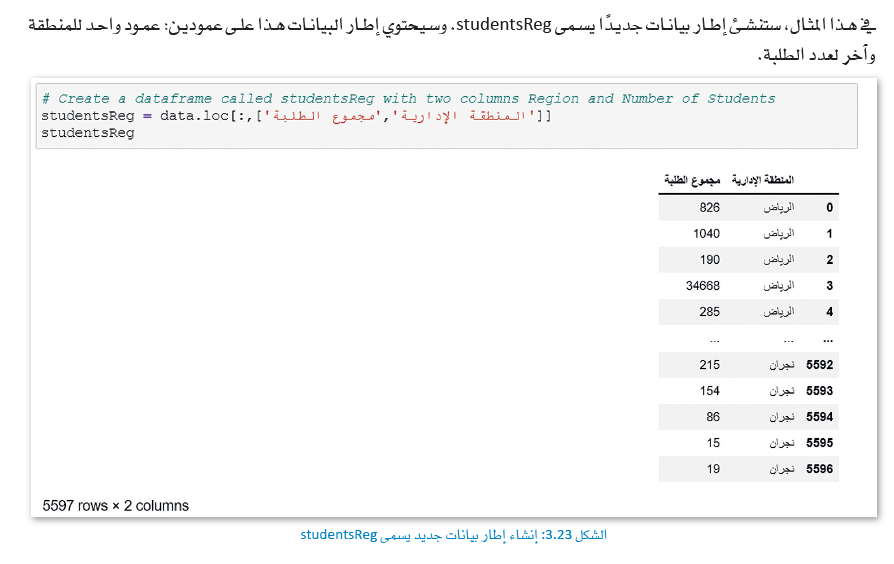 في هذا المثال، ستنشئ إطار بيانات جديدًا يسمى studentsReg. وسيحتوي إطار البيانات هذا على عمودين: عمود واحد للمنطقة
وآخر لعدد الطلبة.
# Create a dataframe called studentsReg with two columns Region and Number of Students
studentsReg = data.loc[:,['المنطقة الإدارية','مجموع الطلبة']]
studentsReg
المنطقة الإدارية مجموع الطلبة
0 الرياض 826
1 الرياض 1040
2 الرياض 190
3 الرياض 34668
4 الرياض 285
... ... ...
5592 نجران 215
5593 نجران 154
5594 نجران 86
5595 نجران 15
5596 نجران 19
5597 rows × 2 columns
الشكل 3.23: إنشاء إطار بيانات جديد يسمى studentsReg